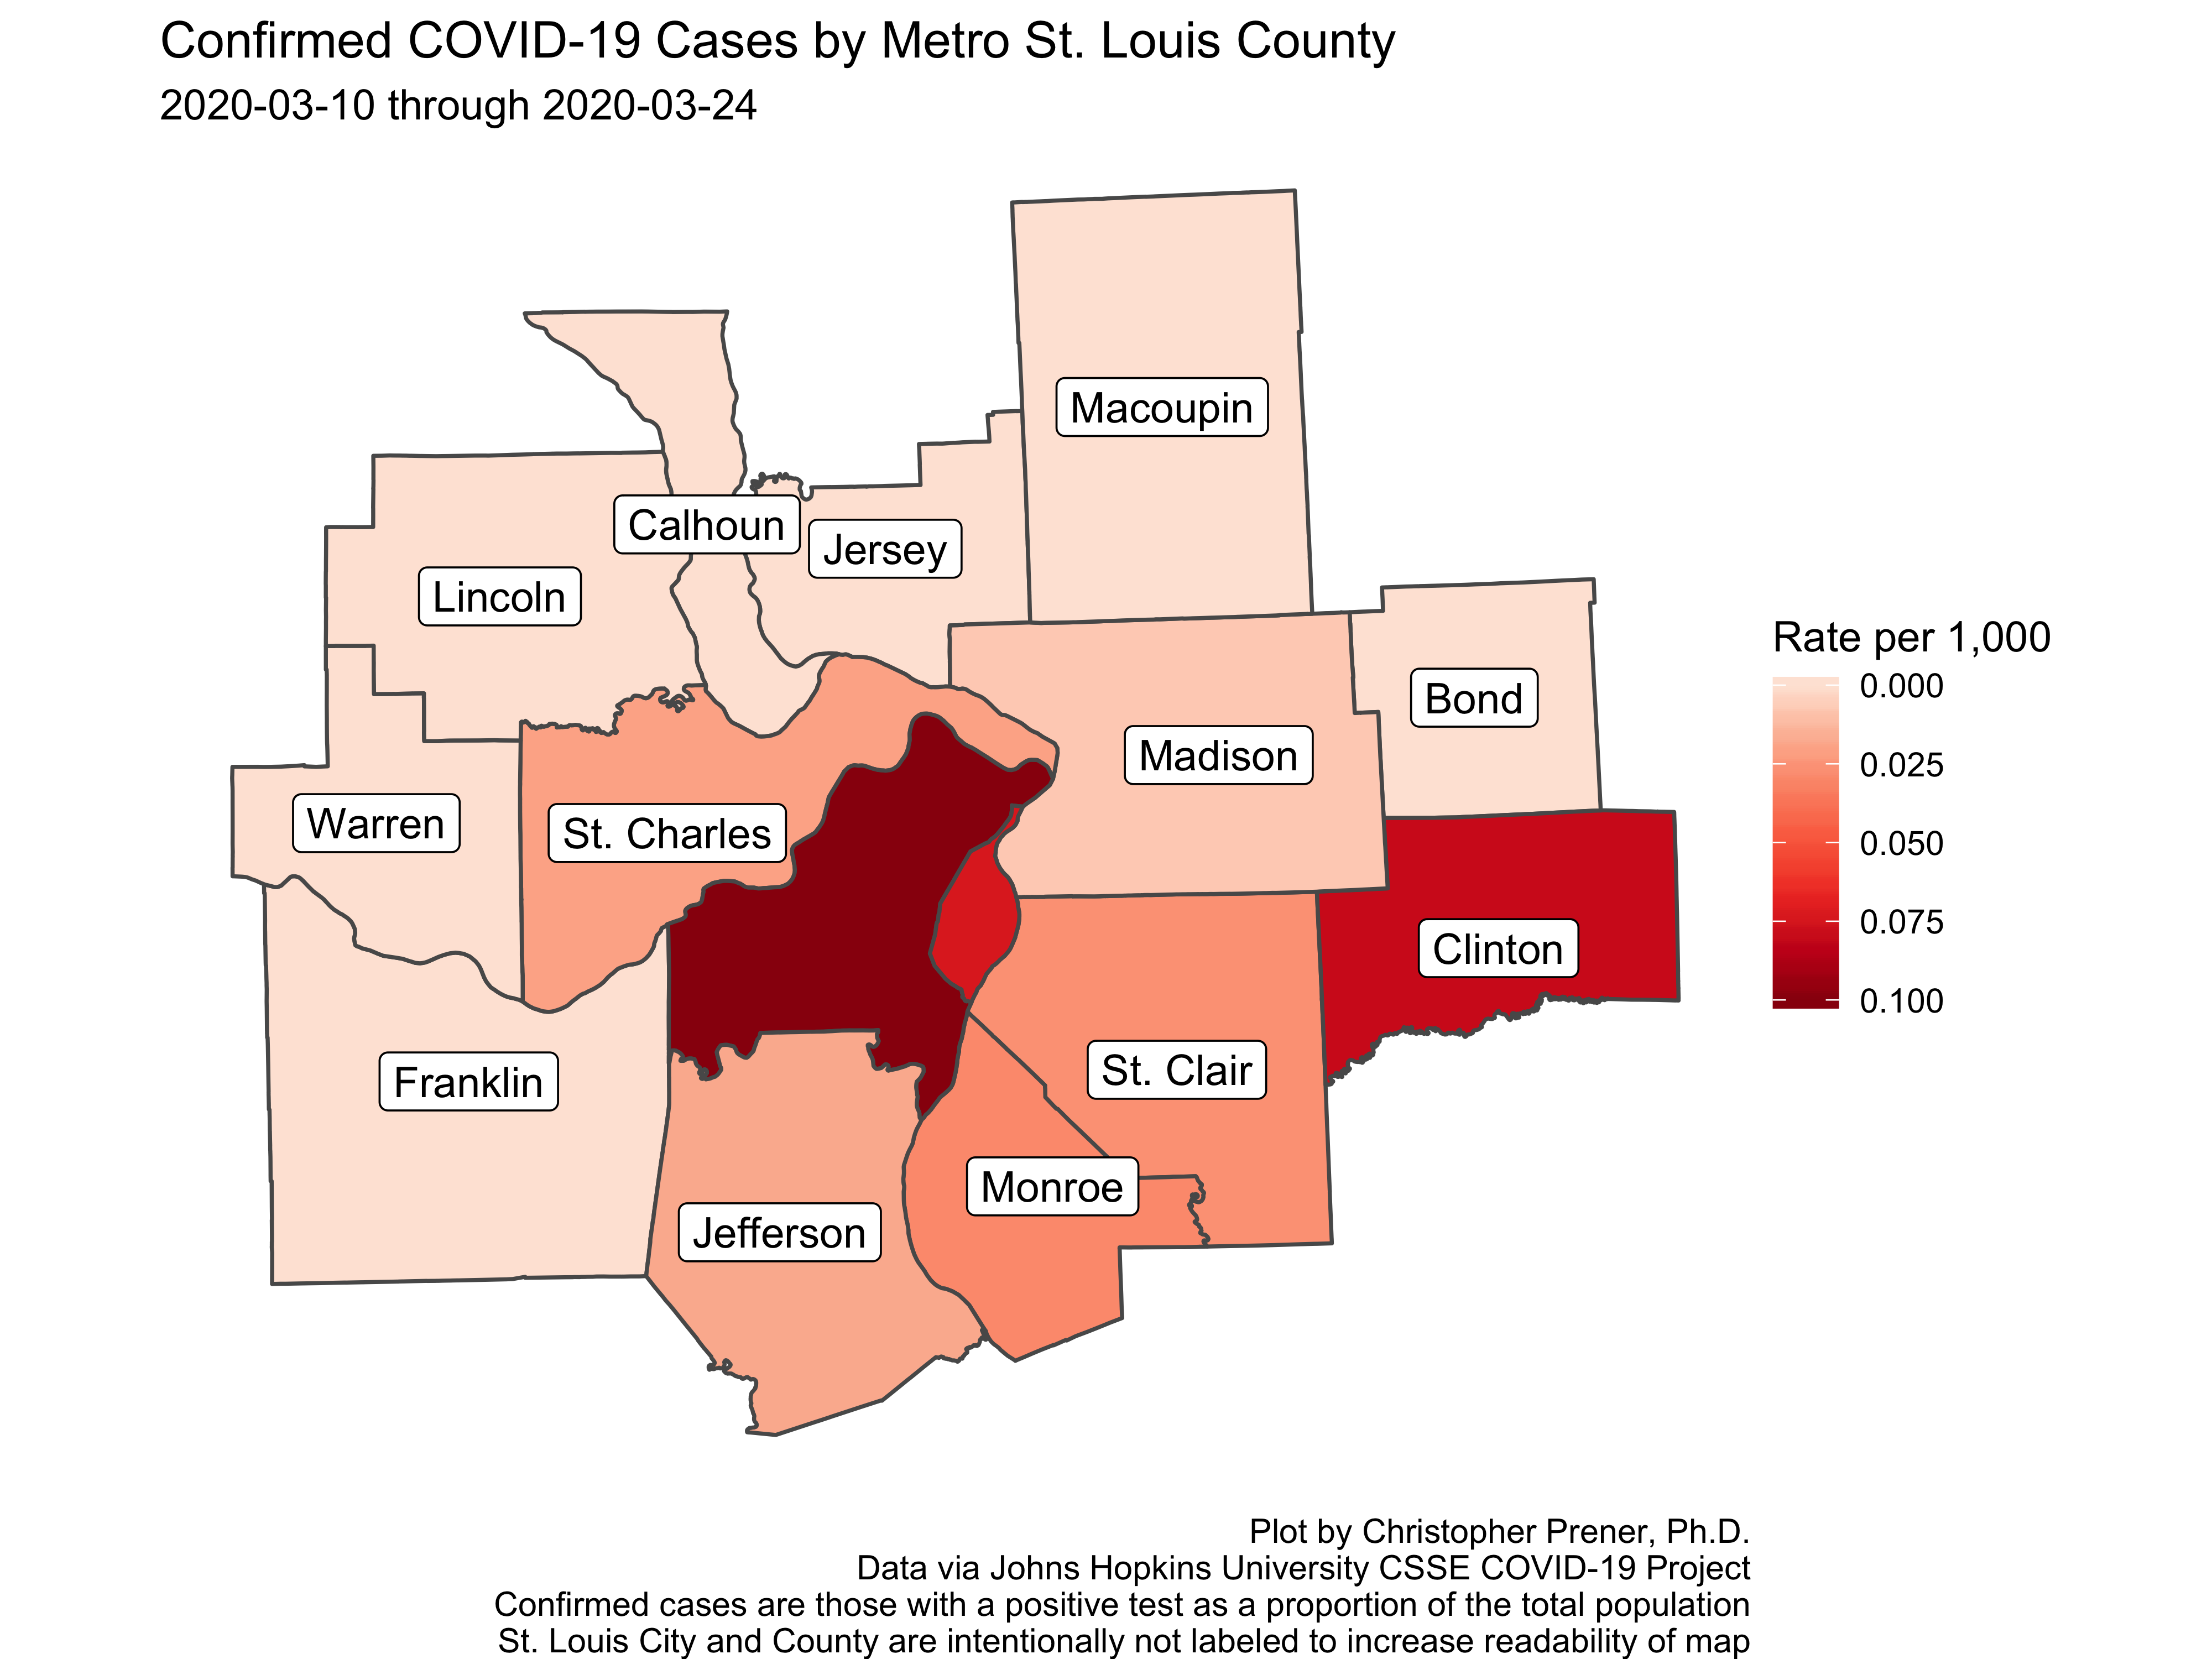 Confirmed COVID-19 Cases by Metro St. Louis County
2020-03-10 through 2020-03-24
Macoupin
Calhoun
Jersey
Lincoln
Rate per 1,000
0.000
0.025
0.050
0.075
0.100
Bond
Madison
Warren
St. Charles
Clinton
St. Clair
Franklin
Monroe
Jefferson
Plot by Christopher Prener, Ph.D.
Data via Johns Hopkins University CSSE COVID-19 Project
Confirmed cases are those with a positive test as a proportion of the total population
St. Louis City and County are intentionally not labeled to increase readability of map